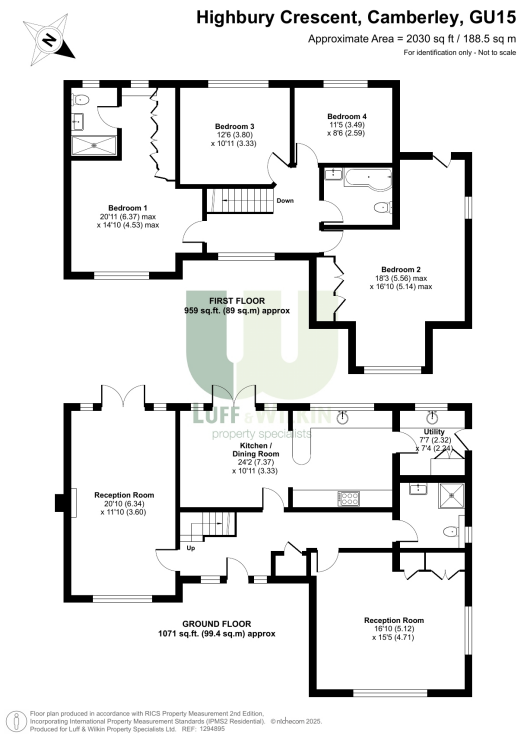 Highbury Crescent, Camberley, GU15
Approximate Area = 2030 sq ft / 188.5 sq m
For identification only - Not to scale
N
Bedroom 3
12'6 (3.80)
x 10'11 (3.33)
Bedroom 4
11'5 (3.49)
x 8'6 (2.59)
Bedroom 1
20'11 (6.37) max
x 14'10 (4.53) max
Down
Bedroom 2
18'3 (5.56) max
x 16'10 (5.14) max
FIRST FLOOR
959 sq.ft. (89 sq.m) approx
LUFF & WILKIN
property specialists
Utility
7'7 (2.32)
x 7'4 (2.24)
Kitchen /
Dining Room
24'2 (7.37)
x 10'11 (3.33)
Reception Room
20'10 (6.34)
x 11'10 (3.60)
Up
Reception Room
16'10 (5.12)
x 15'5 (4.71)
GROUND FLOOR
1071 sq.ft. (99.4 sq.m) approx
Floor plan produced in accordance with RICS Property Measurement 2nd Edition,
Incorporating International Property Measurement Standards (IPMS2 Residential). © nichecom 2025.
Produced for Luff & Wilkin Property Specialists Ltd. REF: 1294895